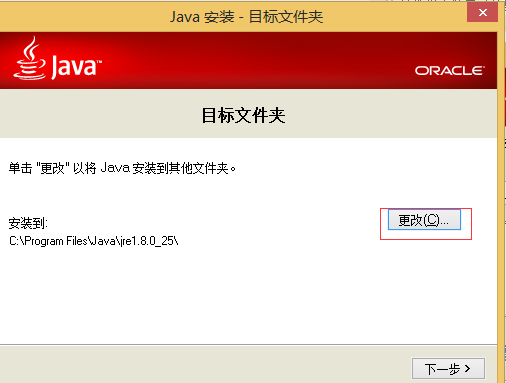 Java 安装 - 目标文件夹
Java™
ORACLE
目标文件夹
单击 "更改" 以将 Java 安装到其他文件夹。
安装到:
更改(C)...
C:\Program Files\Java\jre1.8.0_25\
下一步 >